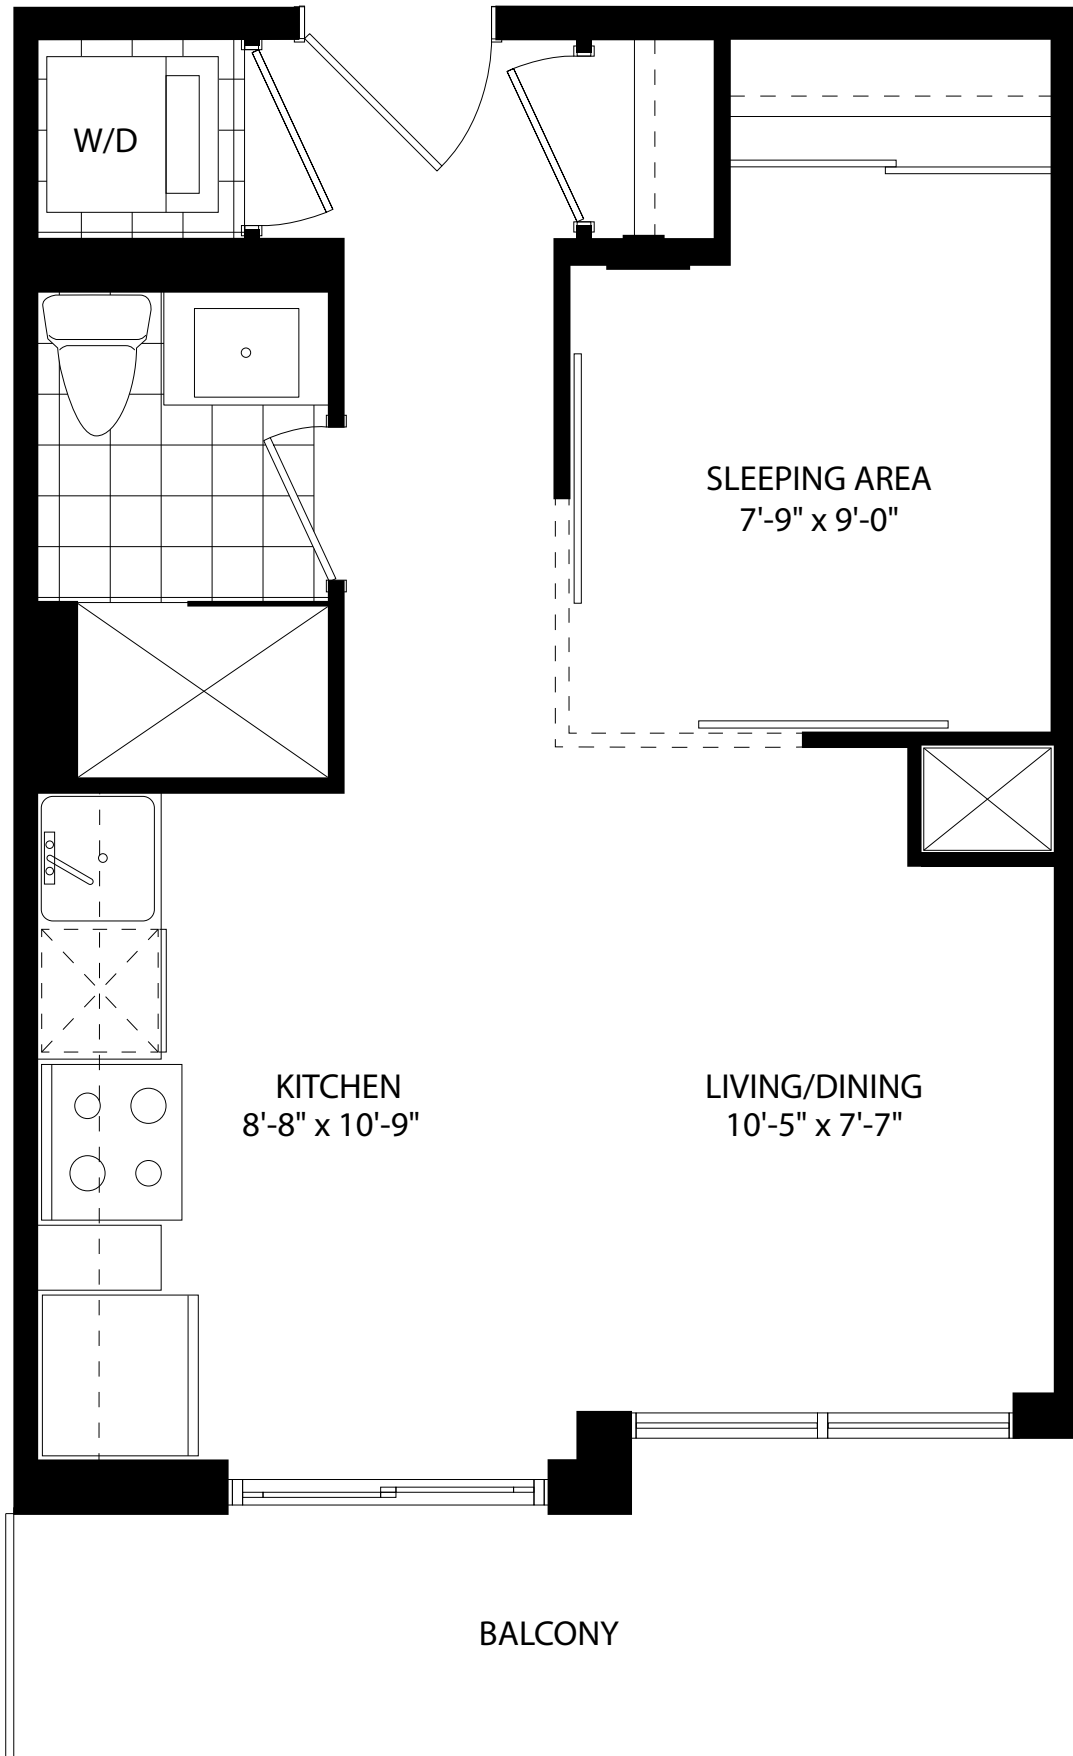 W/D
SLEEPING AREA
7'-9" x 9'-0"
KITCHEN
8'-8" x 10'-9"
LIVING/DINING
10'-5" x 7'-7"
BALCONY